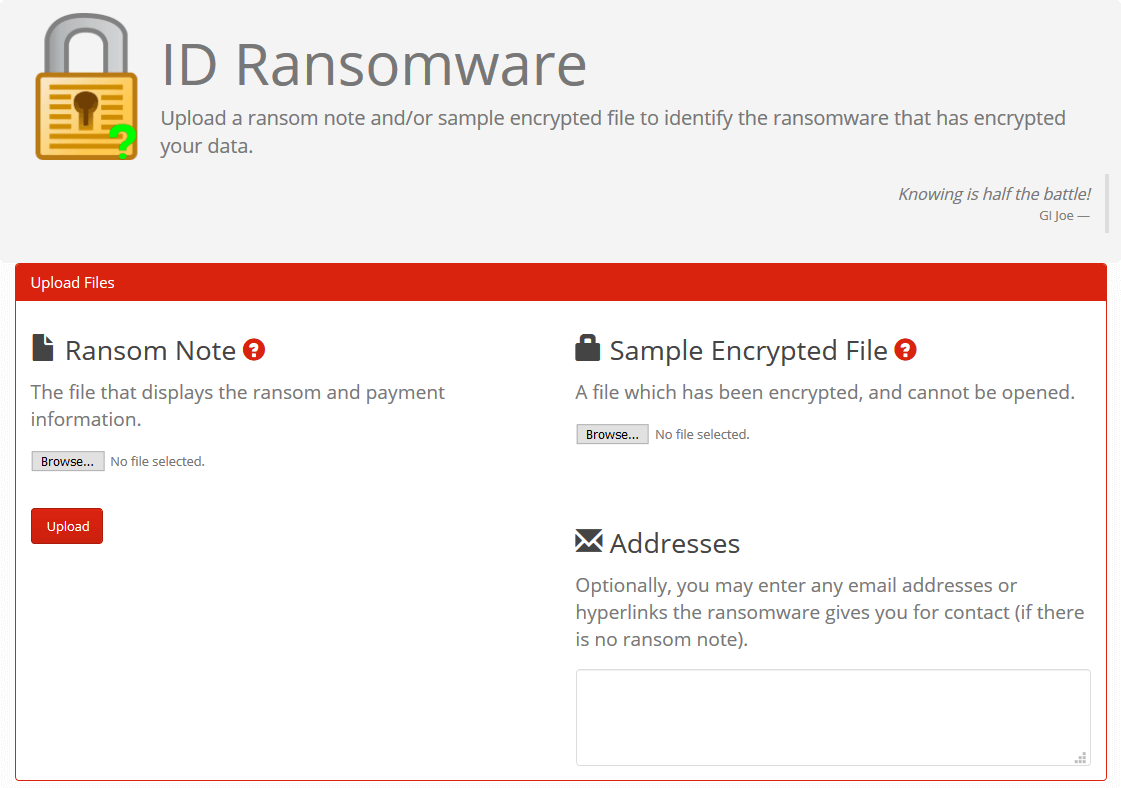 ID Ransomware
Upload a ransom note and/or sample encrypted file to identify the ransomware that has encrypted
your data.
?
Knowing is half the battle!
GI Joe —
Upload Files
Ransom Note ?
The file that displays the ransom and payment
information.
Browse... No file selected.
Upload
Sample Encrypted File ?
A file which has been encrypted, and cannot be opened.
Browse... No file selected.
Addresses
Optionally, you may enter any email addresses or
hyperlinks the ransomware gives you for contact (if there
is no ransom note).